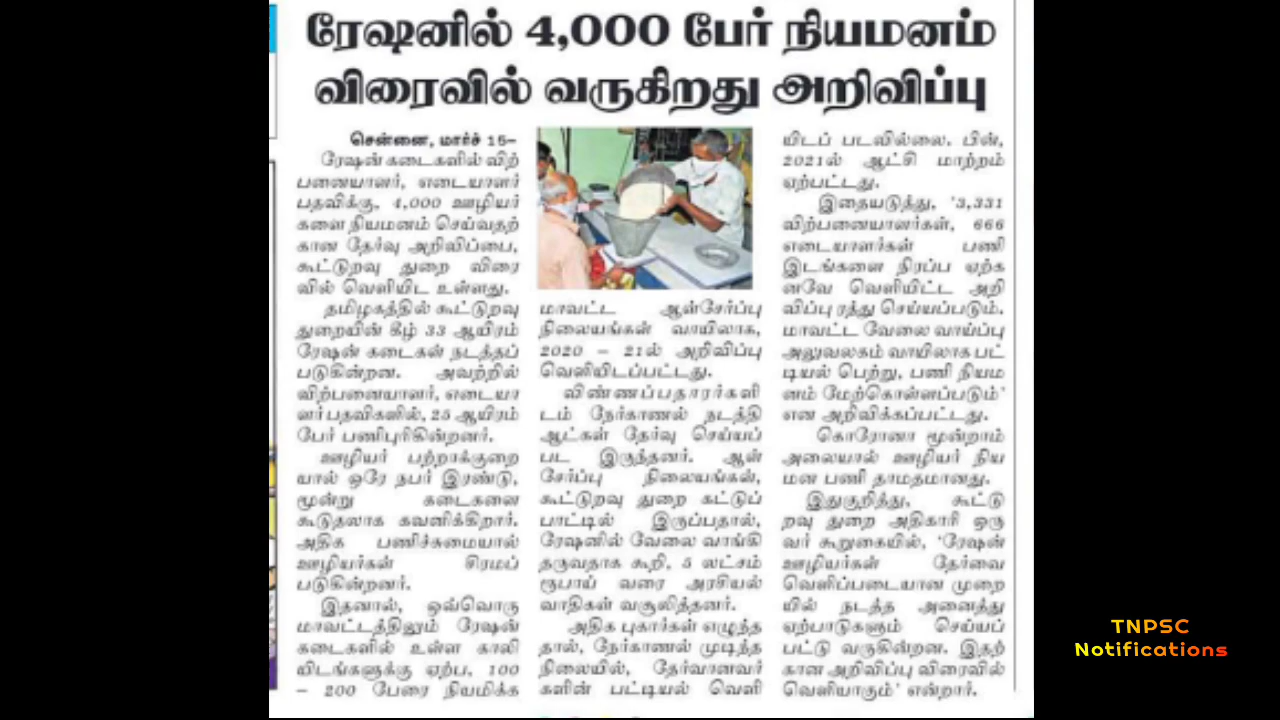 ரேஷனில் 4,000 பேர் நியமனம்
விரைவில் வருகிறது அறிவிப்பு
சென்னை, மார்ச் 15–
ரேஷன் கடைகளில் விற்
பனையாளர், எடையாளர்
பதவிக்கு, 4,000 ஊழியர்
களை நியமனம் செய்வதற்
கான தேர்வு அறிவிப்பை,
கூட்டுறவு துறை விரை
வில் வெளியிட உள்ளது.
தமிழகத்தில் கூட்டுறவு
துறையின் கீழ் 33 ஆயிரம்
ரேஷன் கடைகள் நடத்தப்
படுகின்றன. அவற்றில்
விற்பனையாளர், எடையா
ளர் பதவிகளில், 25 ஆயிரம்
பேர் பணிபுரிகின்றனர்.
ஊழியர் பற்றாக்குறை
யால் ஒரே நபர் இரண்டு,
மூன்று கடைகளை
கூடுதலாக கவனிக்கிறார்.
அதிக பணிச்சுமையால்
ஊழியர்கள் சிரமப்
படுகின்றனர்.
இதனால், ஒவ்வொரு
மாவட்டத்திலும் ரேஷன்
கடைகளில் உள்ள காலி
யிடங்களுக்கு ஏற்ப, 100
– 200 பேரை நியமிக்க
மாவட்ட ஆள்சேர்ப்பு
நிலையங்கள் வாயிலாக,
2020 – 21ல் அறிவிப்பு
வெளியிடப்பட்டது.
விண்ணப்பதாரர்களி
டம் நேர்காணல் நடத்தி
ஆட்கள் தேர்வு செய்யப்
பட இருந்தனர். ஆள்
சேர்ப்பு நிலையங்கள்,
கூட்டுறவு துறை கட்டுப்
பாட்டில் இருப்பதால்,
ரேஷனில் வேலை வாங்கி
தருவதாக கூறி, 5 லட்சம்
ரூபாய் வரை அரசியல்
வாதிகள் வசூலித்தனர்.
அதிக புகார்கள் எழுந்த
தால், நேர்காணல் முடிந்த
நிலையில், தேர்வானவர்
களின் பட்டியல் வெளி
யிடப் படவில்லை. பின்,
2021ல் ஆட்சி மாற்றம்
ஏற்பட்டது.
இதையடுத்து, '3,331
விற்பனையாளர்கள், 666
எடையாளர்கள் பணி
இடங்களை நிரப்ப ஏற்க
னவே வெளியிட்ட அறி
விப்பு ரத்து செய்யப்படும்.
மாவட்ட வேலை வாய்ப்பு
அலுவலகம் வாயிலாக பட்
டியல் பெற்று, பணி நியம
னம் மேற்கொள்ளப்படும்'
என அறிவிக்கப்பட்டது.
கொரோனா மூன்றாம்
அலையால் ஊழியர் நிய
மன பணி தாமதமானது.
இதுகுறித்து, கூட்டு
றவு துறை அதிகாரி ஒரு
வர் கூறுகையில், 'ரேஷன்
ஊழியர்கள் தேர்வை
வெளிப்படையான முறை
யில் நடத்த அனைத்து
ஏற்பாடுகளும் செய்யப்
பட்டு வருகின்றன. இதற்
கான அறிவிப்பு விரைவில்
வெளியாகும்' என்றார்.
TNPSC
Notifications